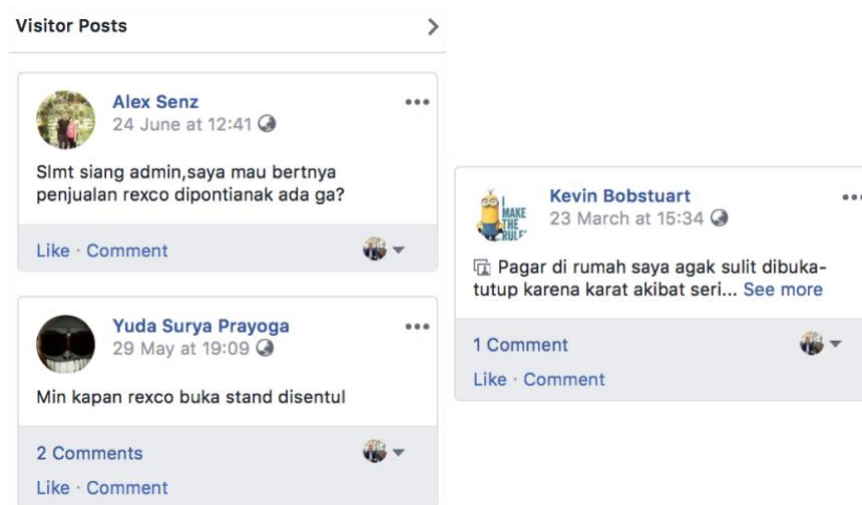 Visitor Posts
Alex Senz
24 June at 12:41
Slmt siang admin,saya mau bertnya
penjualan rexco dipontianak ada ga?
Like · Comment
Yuda Surya Prayoga
29 May at 19:09
Min kapan rexco buka stand disentul
2 Comments
Like · Comment
I
MAKE
THE
RULE
Kevin Bobstuart
23 March at 15:34
Pagar di rumah saya agak sulit dibuka-
tutup karena karat akibat seri... See more
1 Comment
Like · Comment